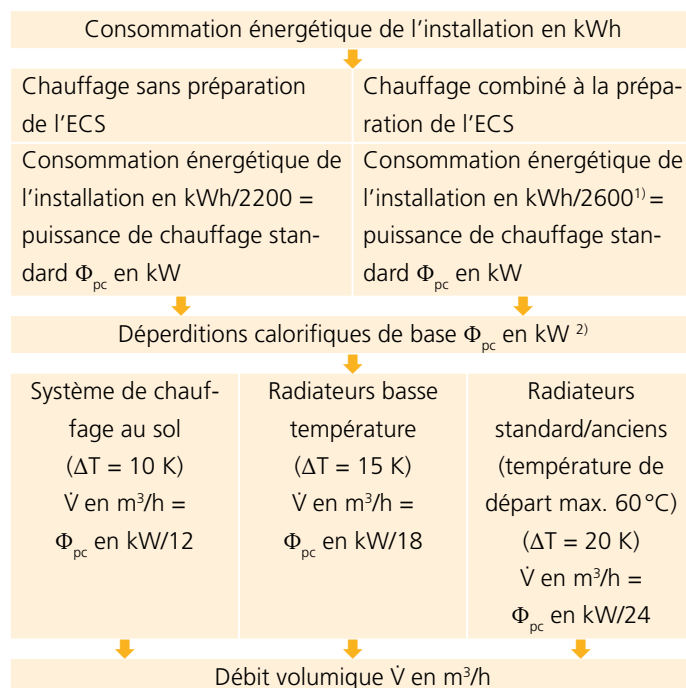 Consommation énergétique de l'installation en kWh
Chauffage sans préparation
de l'ECS
Chauffage combiné à la prépa-
ration de l'ECS
Consommation énergétique de
l'installation en kWh/2200 =
puissance de chauffage stan-
dard Φpc en kW
Consommation énergétique de
l'installation en kWh/2600¹⁾ =
puissance de chauffage stan-
dard Φpc en kW
Déperditions calorifiques de base Φpc en kW ²⁾
Système de chauf-
fage au sol
(ΔT = 10 K)
V̇ en m³/h =
Φpc en kW/12
Radiateurs basse
température
(ΔT = 15 K)
V̇ en m³/h =
Φpc en kW/18
Radiateurs
standard/anciens
(température de
départ max. 60 °C)
(ΔT = 20 K)
V̇ en m³/h =
Φpc en kW/24
Débit volumique V̇ en m³/h